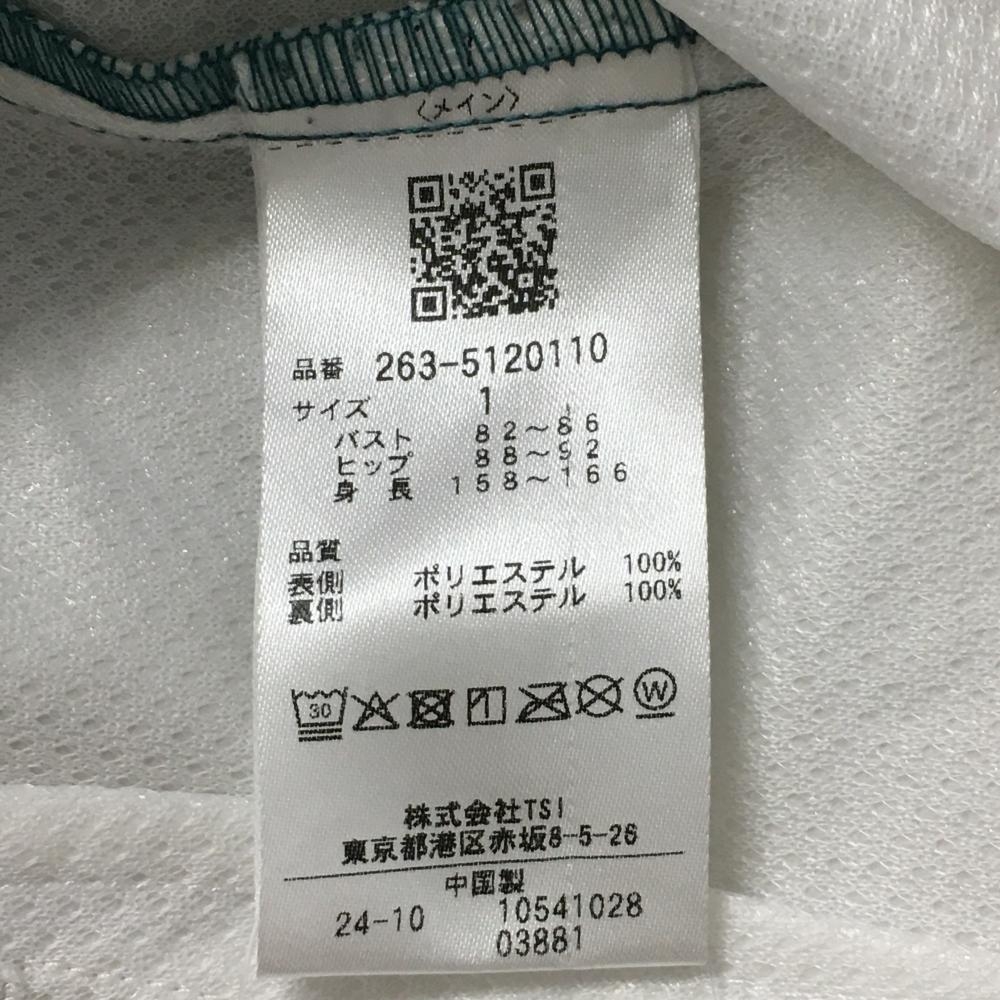 〈メイン〉
品番 263-5120110
サイズ 1
バスト 82～86
ヒップ 88～92
身長 158～166
品質
表側 ポリエステル 100%
裏側 ポリエステル 100%
30 W
株式会社TSI
東京都港区赤坂8-5-26
中国製
24-10 10541028
03881